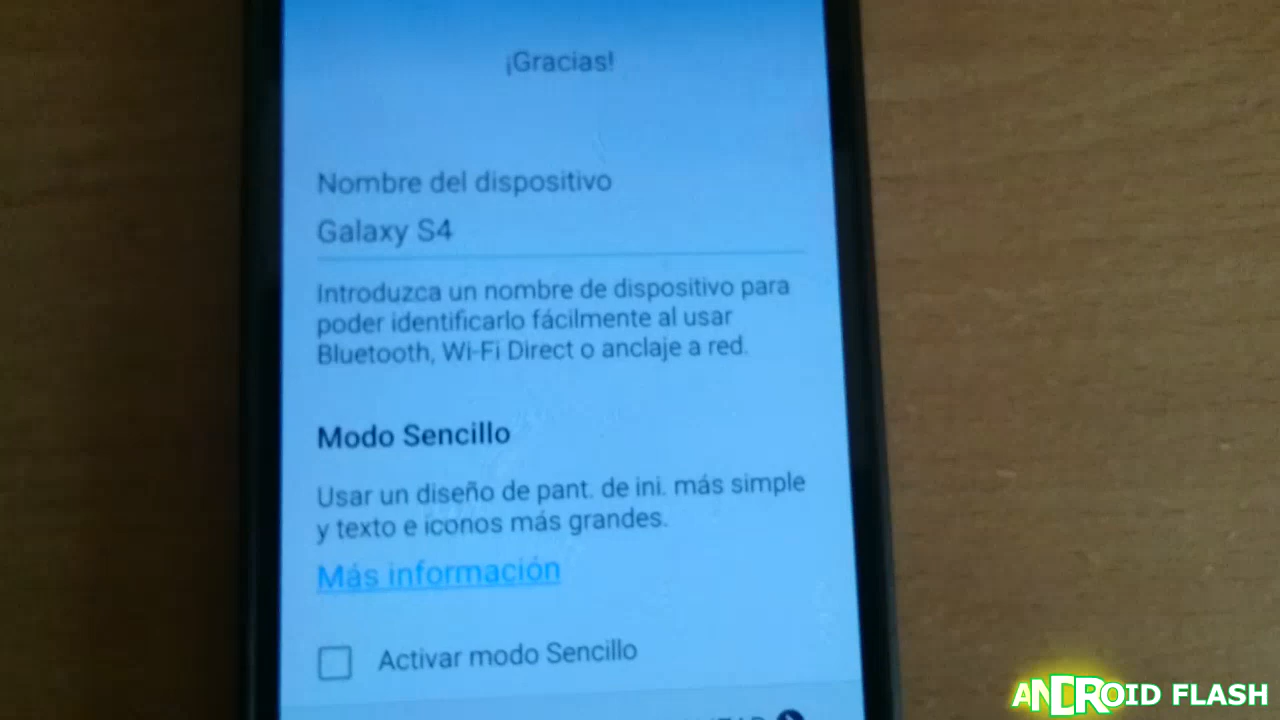 ¡Gracias!
Nombre del dispositivo
Galaxy S4
Introduzca un nombre de dispositivo para
poder identificarlo fácilmente al usar
Bluetooth, Wi-Fi Direct o anclaje a red.
Modo Sencillo
Usar un diseño de pant. de ini. más simple
y texto e iconos más grandes.
Más información
Activar modo Sencillo
ANDROID FLASH